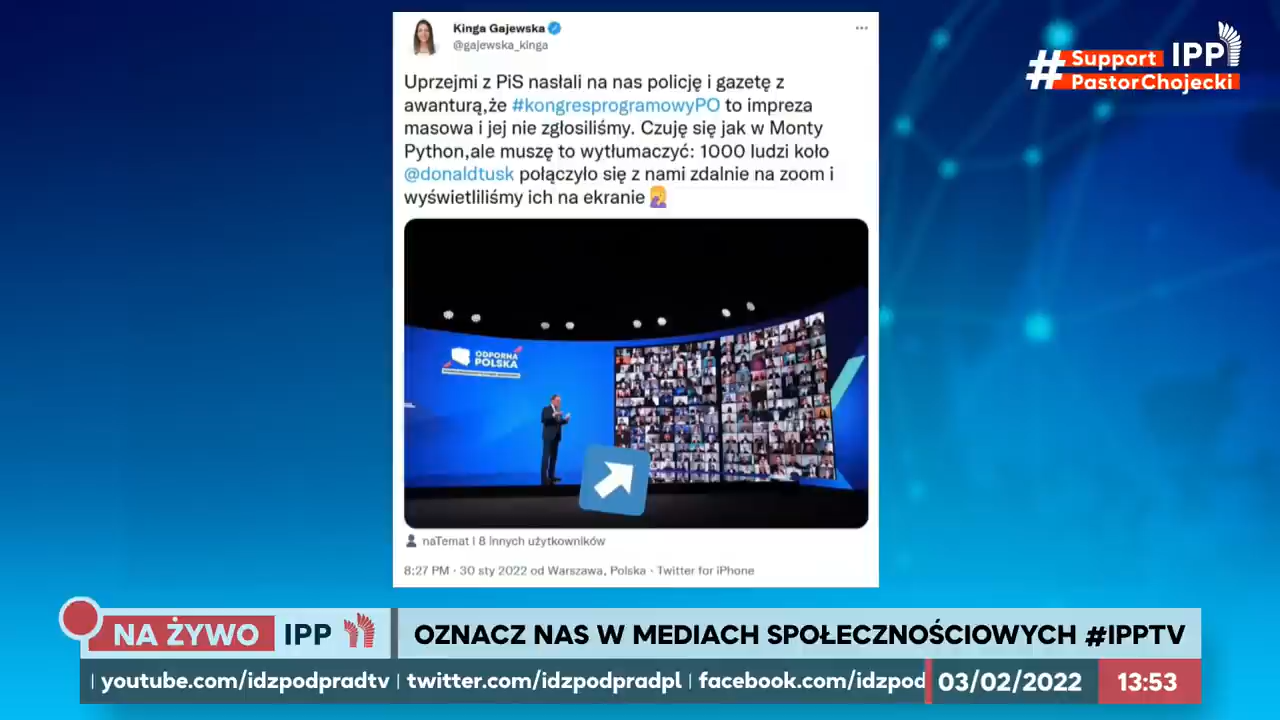 Kinga Gajewska
@gajewska_kinga
Uprzejmi z PiS nasłali na nas policję i gazetę z
awanturą,że #kongresprogramowyPO to impreza
masowa i jej nie zgłosiliśmy. Czuję się jak w Monty
Python,ale muszę to wytłumaczyć: 1000 ludzi koło
@donaldtusk połączyło się z nami zdalnie na zoom i
wyświetliliśmy ich na ekranie
ODPORNA
POLSKA
naTemat i 8 innych użytkowników
8:27 PM · 30 sty 2022 od Warszawa, Polska · Twitter for iPhone
#Support IPP
PastorChojecki
NA ŻYWO IPP
OZNACZ NAS W MEDIACH SPOŁECZNOŚCIOWYCH #IPPTV
| youtube.com/idzpodpradtv | twitter.com/idzpodpradpl | facebook.com/idzpod
03/02/2022
13:53